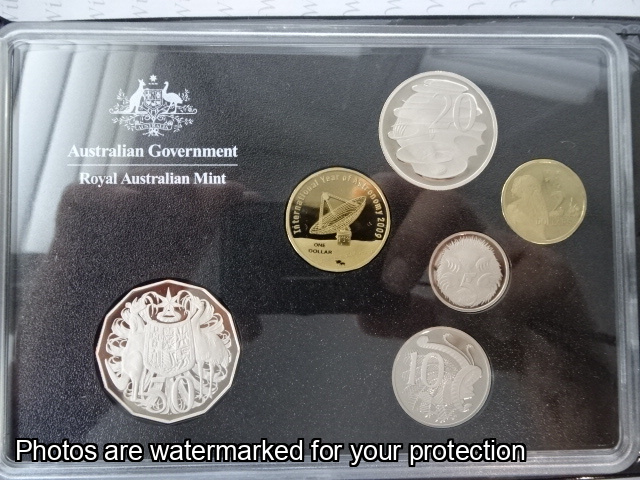 Australian Government
Royal Australian Mint
20
International Year of Astronomy 2009
ONE
DOLLAR
10
50
Photos are watermarked for your protection